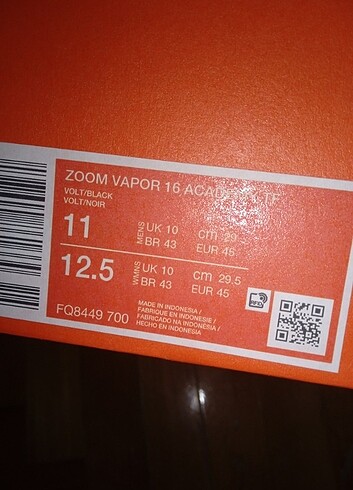 ZOOM VAPOR 16 ACADEMY TF
VOLT/BLACK
VOLT/NOIR
11 MENS UK 10 cm 29
BR 43 EUR 45
12.5 WMNS UK 10 cm 29.5
BR 43 EUR 45
FQ8449 700
MADE IN INDONESIA /
FABRIQUE EN INDONESIE /
FABRICADO NA INDONESIA /
HECHO EN INDONESIA